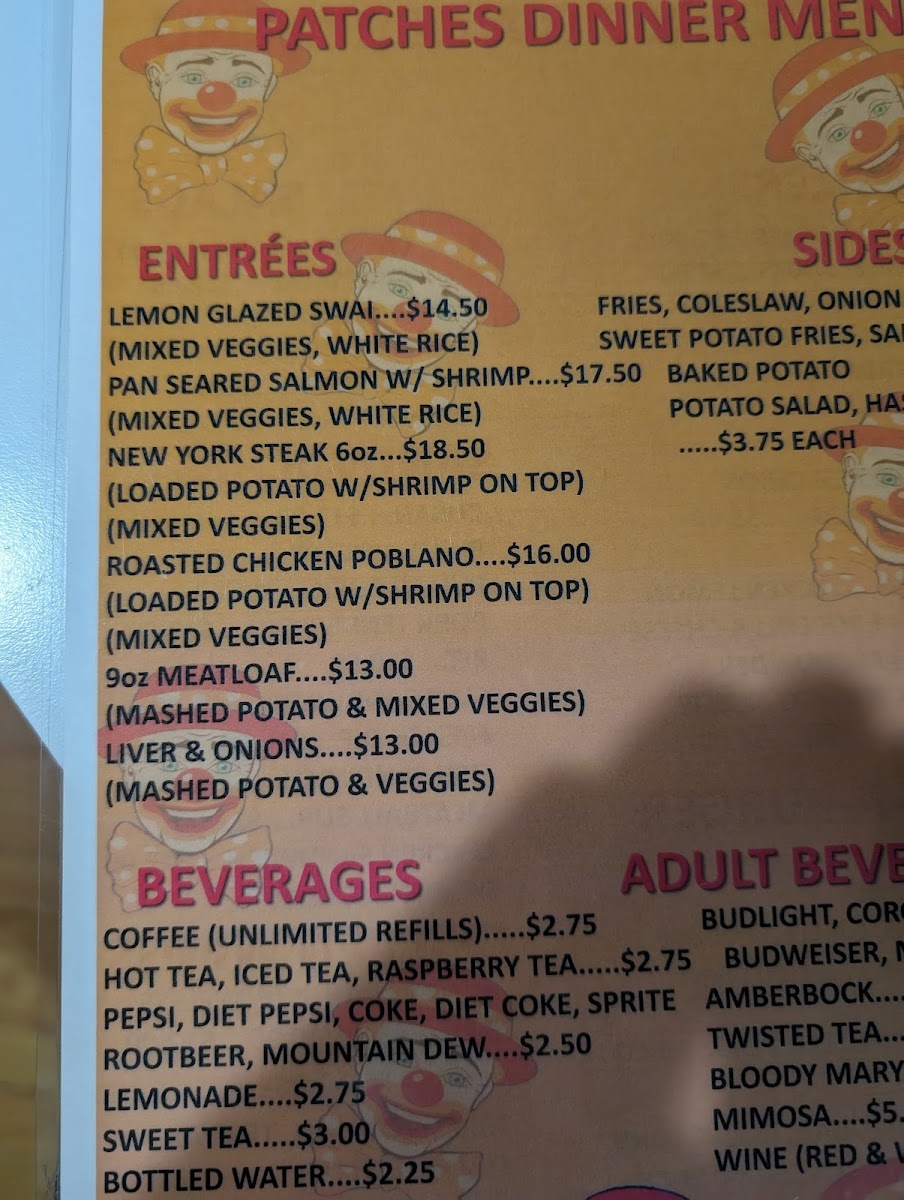 PATCHES DINNER
ENTRÉES
LEMON GLAZED SWAI....$14.50
(MIXED VEGGIES, WHITE RICE)
PAN SEARED SALMON W/ SHRIMP....$17.50
(MIXED VEGGIES, WHITE RICE)
NEW YORK STEAK 6oz...$18.50
(LOADED POTATO W/SHRIMP ON TOP)
(MIXED VEGGIES)
ROASTED CHICKEN POBLANO....$16.00
(LOADED POTATO W/SHRIMP ON TOP)
(MIXED VEGGIES)
9oz MEATLOAF....$13.00
(MASHED POTATO & MIXED VEGGIES)
LIVER & ONIONS....$13.00
(MASHED POTATO & VEGGIES)
SIDES
FRIES, COLESLAW, ONION
SWEET POTATO FRIES,
BAKED POTATO
POTATO SALAD,
.....$3.75 EACH
BEVERAGES
COFFEE (UNLIMITED REFILLS).....$2.75
HOT TEA, ICED TEA, RASPBERRY TEA.....$2.75
PEPSI, DIET PEPSI, COKE, DIET COKE, SPRITE
ROOTBEER, MOUNTAIN DEW....$2.50
LEMONADE....$2.75
SWEET TEA.....$3.00
BOTTLED WATER....$2.25
ADULT
BUDLIGHT,
BUDWEISER,
AMBERBOCK....
TWISTED TEA...
BLOODY MARY
MIMOSA....$5.
WINE (RED &